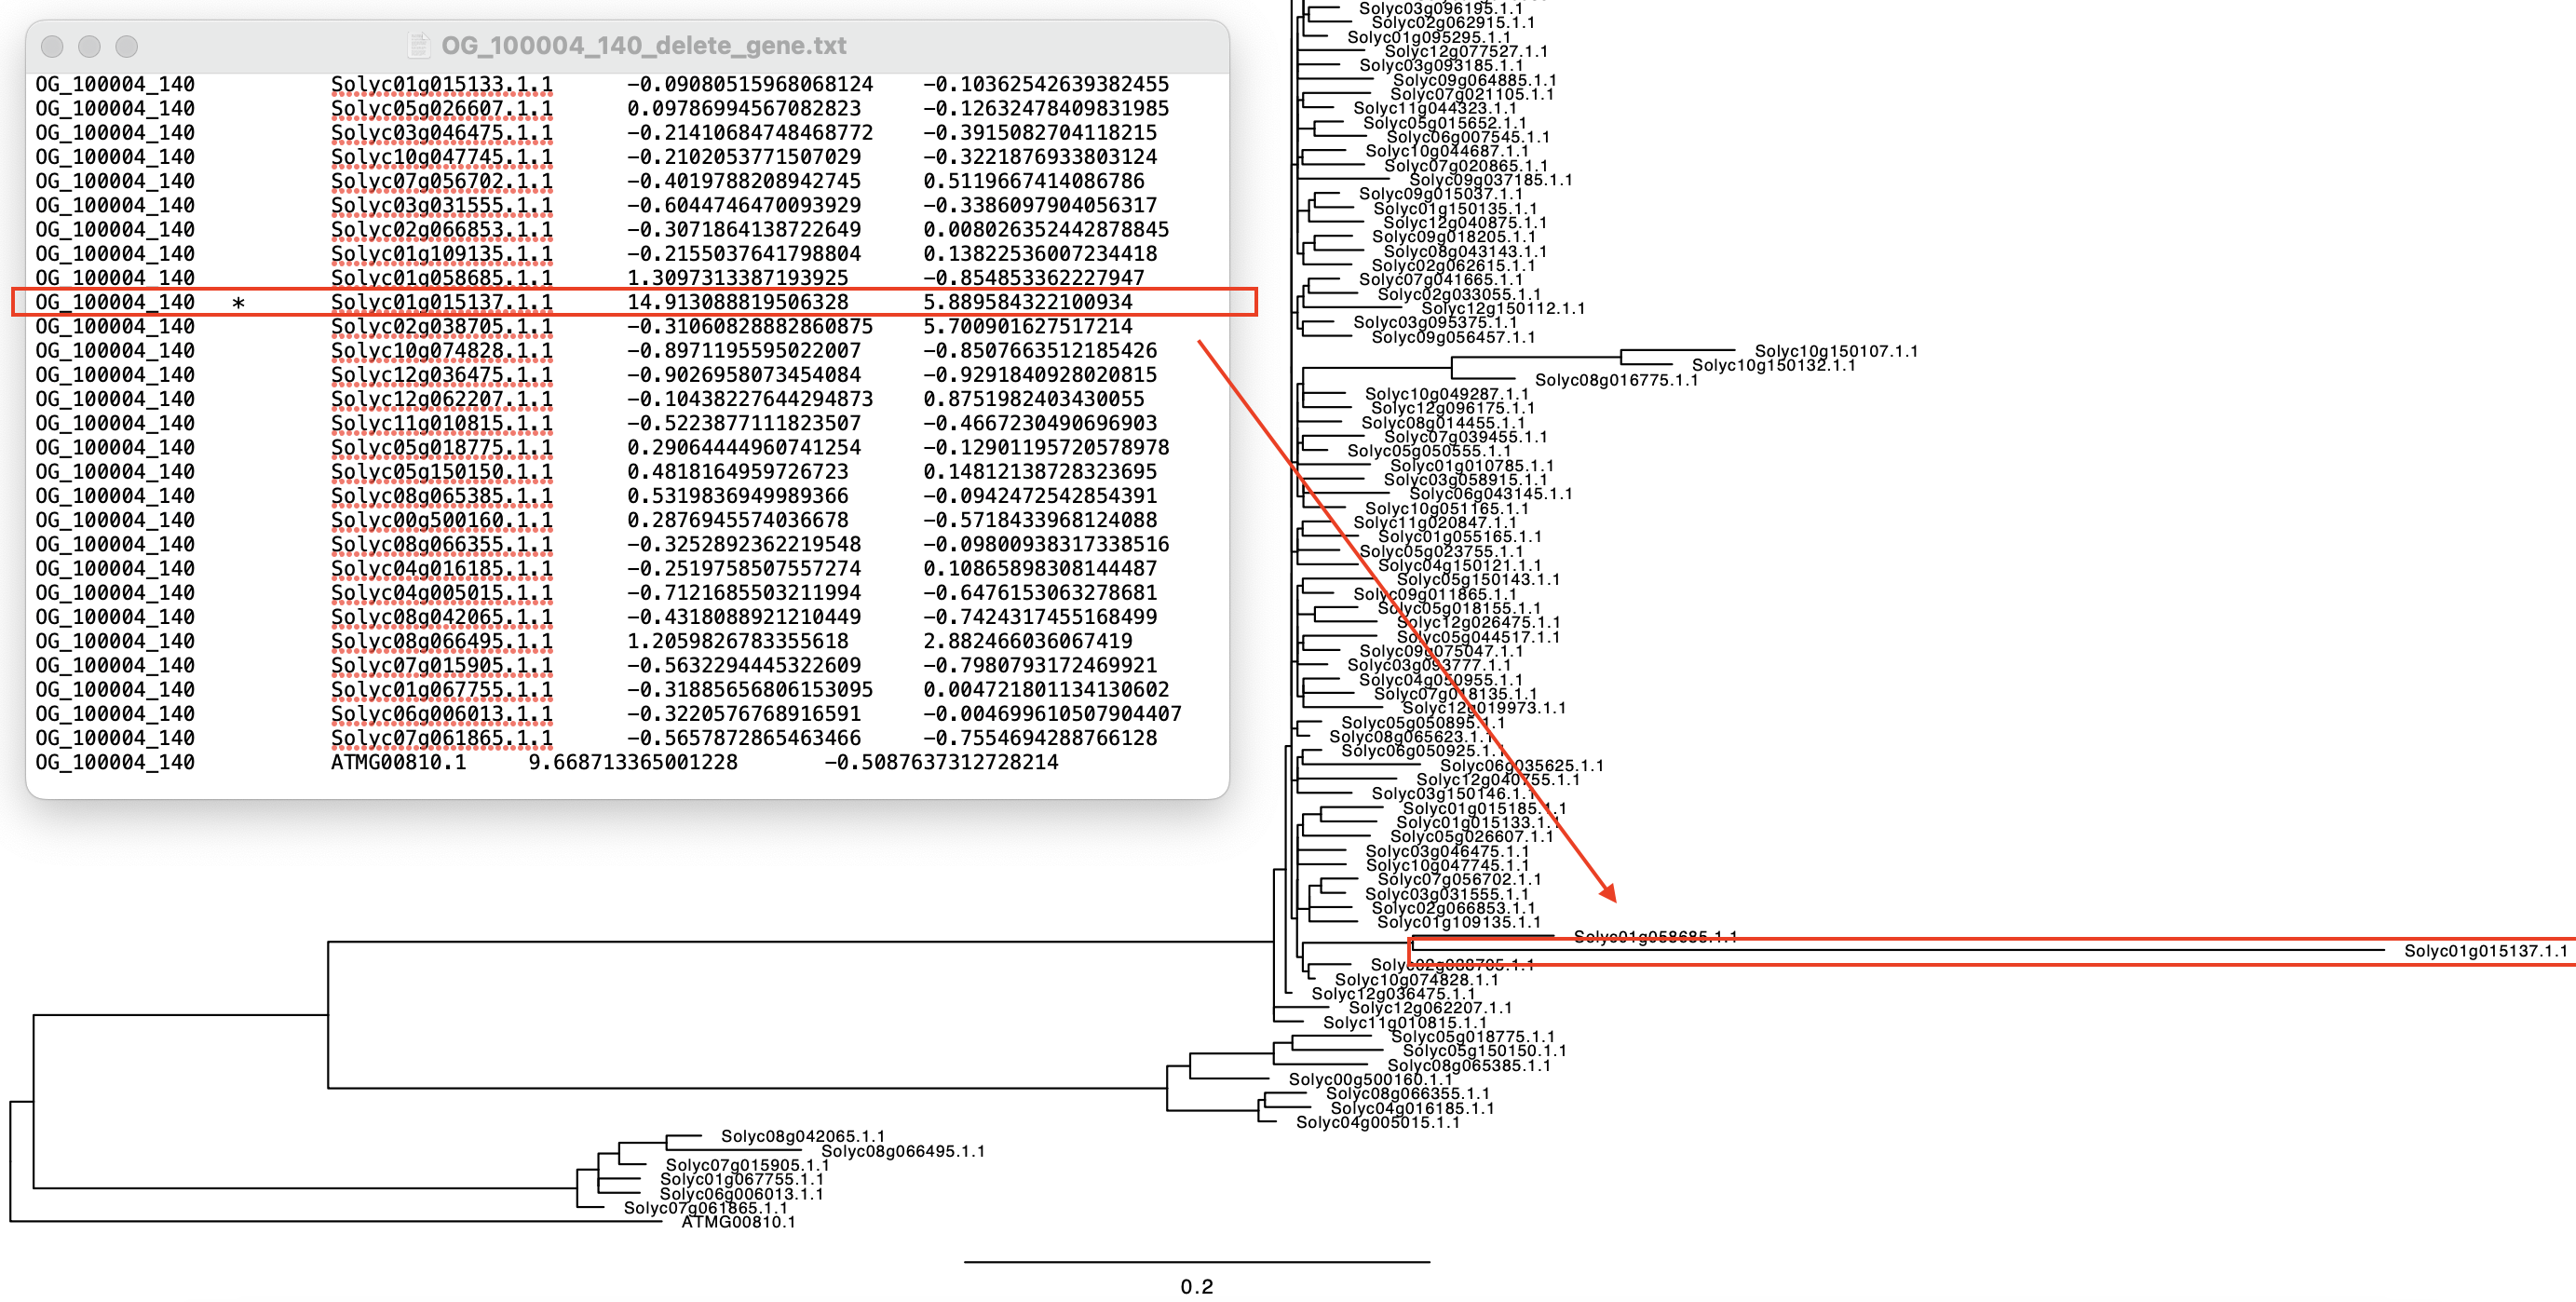 OG_100004_140_delete_gene.txt
OG_100004_140 Solyc01g015133.1.1 -0.09080515968068124 -0.10362542639382455
OG_100004_140 Solyc05g026607.1.1 0.09786994567082823 -0.12632478409831985
OG_100004_140 Solyc03g046475.1.1 -0.21410684748468772 -0.3915082704118215
OG_100004_140 Solyc10g047745.1.1 -0.2102053771507029 -0.3221876933803124
OG_100004_140 Solyc07g056702.1.1 -0.4019788208942745 0.5119667414086786
OG_100004_140 Solyc03g031555.1.1 -0.6044746470093929 -0.3386097904056317
OG_100004_140 Solyc02g066853.1.1 -0.3071864138722649 0.008026352442878845
OG_100004_140 Solyc01g109135.1.1 -0.2155037641798804 0.13822536007234418
OG_100004_140 Solyc01g058685.1.1 1.3097313387193925 -0.854853362227947
OG_100004_140 * Solyc01g015137.1.1 14.913088819506328 5.889584322100934
OG_100004_140 Solyc02g038705.1.1 -0.31060828882860875 5.700901627517214
OG_100004_140 Solyc10g074828.1.1 -0.8971195595022007 -0.8507663512185426
OG_100004_140 Solyc12g036475.1.1 -0.9026958073454084 -0.9291840928020815
OG_100004_140 Solyc12g062207.1.1 -0.10438227644294873 0.8751982403430055
OG_100004_140 Solyc11g010815.1.1 -0.5223877111823507 -0.4667230490696903
OG_100004_140 Solyc05g018775.1.1 0.29064444960741254 -0.12901195720578978
OG_100004_140 Solyc05g150150.1.1 0.4818164959726723 0.14812138728323695
OG_100004_140 Solyc08g065385.1.1 0.5319836949989366 -0.0942472542854391
OG_100004_140 Solyc00g500160.1.1 0.2876945574036678 -0.5718433968124088
OG_100004_140 Solyc08g066355.1.1 -0.3252892362219548 -0.09800938317338516
OG_100004_140 Solyc04g016185.1.1 -0.2519758507557274 0.10865898308144487
OG_100004_140 Solyc04g005015.1.1 -0.7121685503211994 -0.6476153063278681
OG_100004_140 Solyc08g042065.1.1 -0.4318088921210449 -0.7424317455168499
OG_100004_140 Solyc08g066495.1.1 1.2059826783355618 2.882466036067419
OG_100004_140 Solyc07g015905.1.1 -0.5632294445322609 -0.7980793172469921
OG_100004_140 Solyc01g067755.1.1 -0.31885656806153095 0.004721801134130602
OG_100004_140 Solyc06g006013.1.1 -0.3220576768916591 -0.004699610507904407
OG_100004_140 Solyc07g061865.1.1 -0.5657872865463466 -0.7554694288766128
OG_100004_140 ATMG00810.1 9.668713365001228 -0.5087637312728214
Solyc03g096195.1.1
Solyc02g062915.1.1
Solyc01g095295.1.1
Solyc12g077527.1.1
Solyc03g093185.1.1
Solyc09g064885.1.1
Solyc07g021105.1.1
Solyc11g044323.1.1
Solyc05g015652.1.1
Solyc06g007545.1.1
Solyc10g044687.1.1
Solyc07g020865.1.1
Solyc09g037185.1.1
Solyc09g015037.1.1
Solyc01g150135.1.1
Solyc12g040875.1.1
Solyc09g018205.1.1
Solyc08g043143.1.1
Solyc02g062615.1.1
Solyc07g041665.1.1
Solyc02g033055.1.1
Solyc12g150112.1.1
Solyc03g095375.1.1
Solyc09g056457.1.1
Solyc10g150107.1.1
Solyc10g150132.1.1
Solyc08g016775.1.1
Solyc10g049287.1.1
Solyc12g096175.1.1
Solyc08g014455.1.1
Solyc07g039455.1.1
Solyc05g050555.1.1
Solyc01g010785.1.1
Solyc03g058915.1.1
Solyc06g043145.1.1
Solyc10g051165.1.1
Solyc11g020847.1.1
Solyc01g055165.1.1
Solyc05g023755.1.1
Solyc04g150121.1.1
Solyc05g150143.1.1
Solyc09g011865.1.1
Solyc05g018155.1.1
Solyc12g026475.1.1
Solyc05g044517.1.1
Solyc09g075047.1.1
Solyc03g093777.1.1
Solyc04g050955.1.1
Solyc07g018135.1.1
Solyc12g019973.1.1
Solyc05g050895.1.1
Solyc08g065623.1.1
Solyc06g050925.1.1
Solyc06g035625.1.1
Solyc12g040755.1.1
Solyc03g150146.1.1
Solyc01g015185.1.1
Solyc01g015133.1.1
Solyc05g026607.1.1
Solyc03g046475.1.1
Solyc10g047745.1.1
Solyc07g056702.1.1
Solyc03g031555.1.1
Solyc02g066853.1.1
Solyc01g109135.1.1
Solyc01g058685.1.1
Solyc01g015137.1.1
Solyc02g038705.1.1
Solyc10g074828.1.1
Solyc12g036475.1.1
Solyc12g062207.1.1
Solyc11g010815.1.1
Solyc05g018775.1.1
Solyc05g150150.1.1
Solyc08g065385.1.1
Solyc00g500160.1.1
Solyc08g066355.1.1
Solyc04g016185.1.1
Solyc04g005015.1.1
Solyc08g042065.1.1
Solyc08g066495.1.1
Solyc07g015905.1.1
Solyc01g067755.1.1
Solyc06g006013.1.1
Solyc07g061865.1.1
ATMG00810.1
0.2